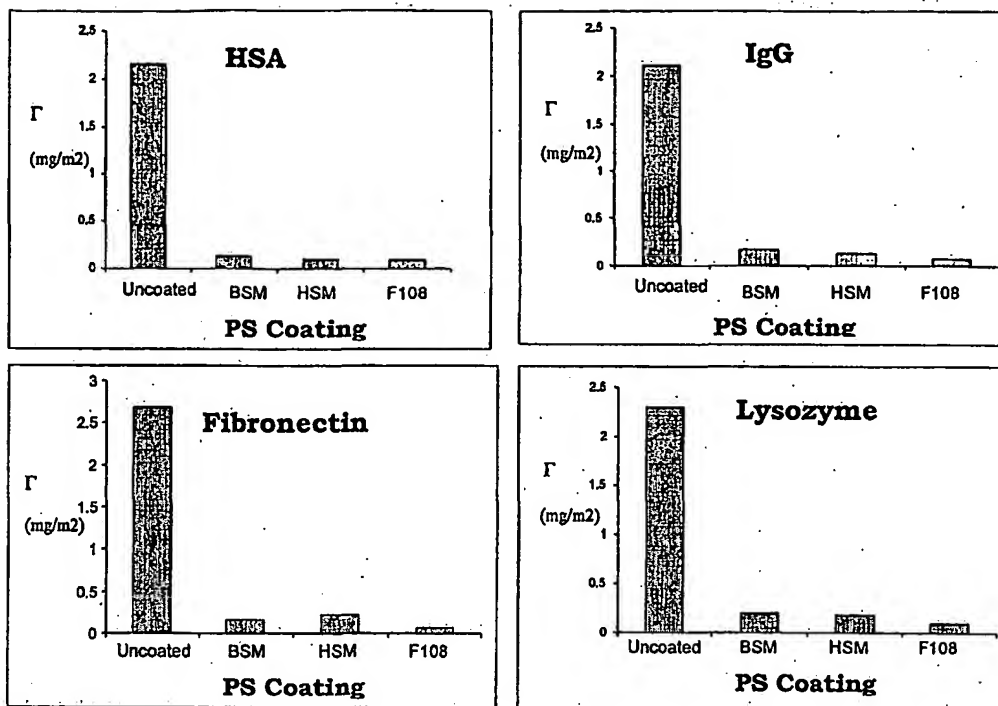 HSA
2.5
2
1.5
1
0.5
0
Γ
(mg/m2)
Uncoated BSM HSM F108
PS Coating
IgG
2.5
2
1.5
1
0.5
0
Γ
(mg/m2)
Uncoated BSM HSM F108
PS Coating
Fibronectin
3
2.5
2
1.5
1
0.5
0
Γ
(mg/m2)
Uncoated BSM HSM F108
PS Coating
Lysozyme
2.5
2
1.5
1
0.5
0
Γ
(mg/m2)
Uncoated BSM HSM F108
PS Coating